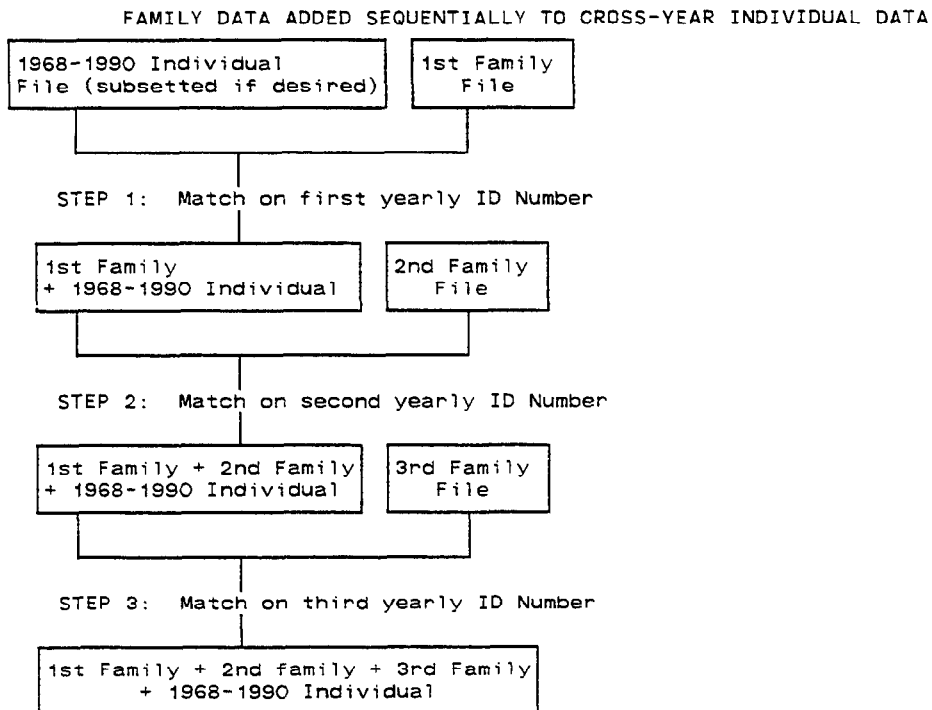 FAMILY DATA ADDED SEQUENTIALLY TO CROSS-YEAR INDIVIDUAL DATA
1968-1990 Individual
File (subsetted if desired)
1st Family
File
STEP 1: Match on first yearly ID Number
1st Family
+ 1968-1990 Individual
2nd Family
File
STEP 2: Match on second yearly ID Number
1st Family + 2nd Family
+ 1968-1990 Individual
3rd Family
File
STEP 3: Match on third yearly ID Number
1st Family + 2nd family + 3rd Family
+ 1968-1990 Individual